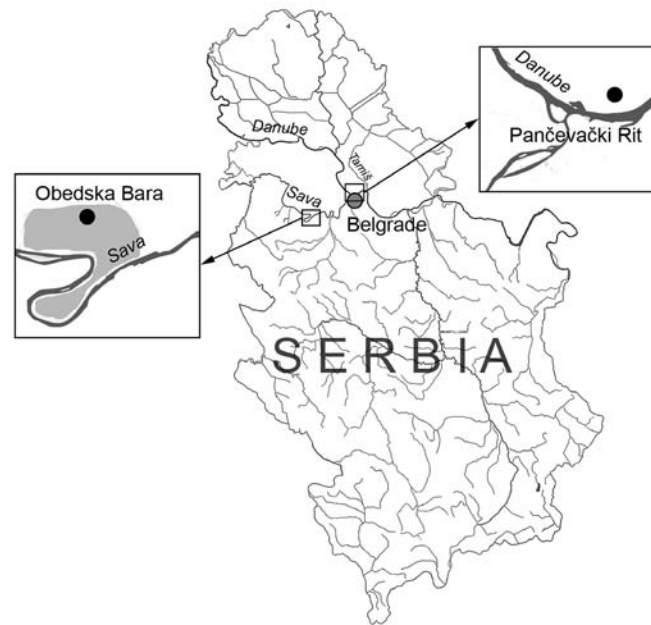 Danube
Pančevački Rit
Danube
Tamiš
Obedska Bara
Sava
Sava
Belgrade
SERBIA